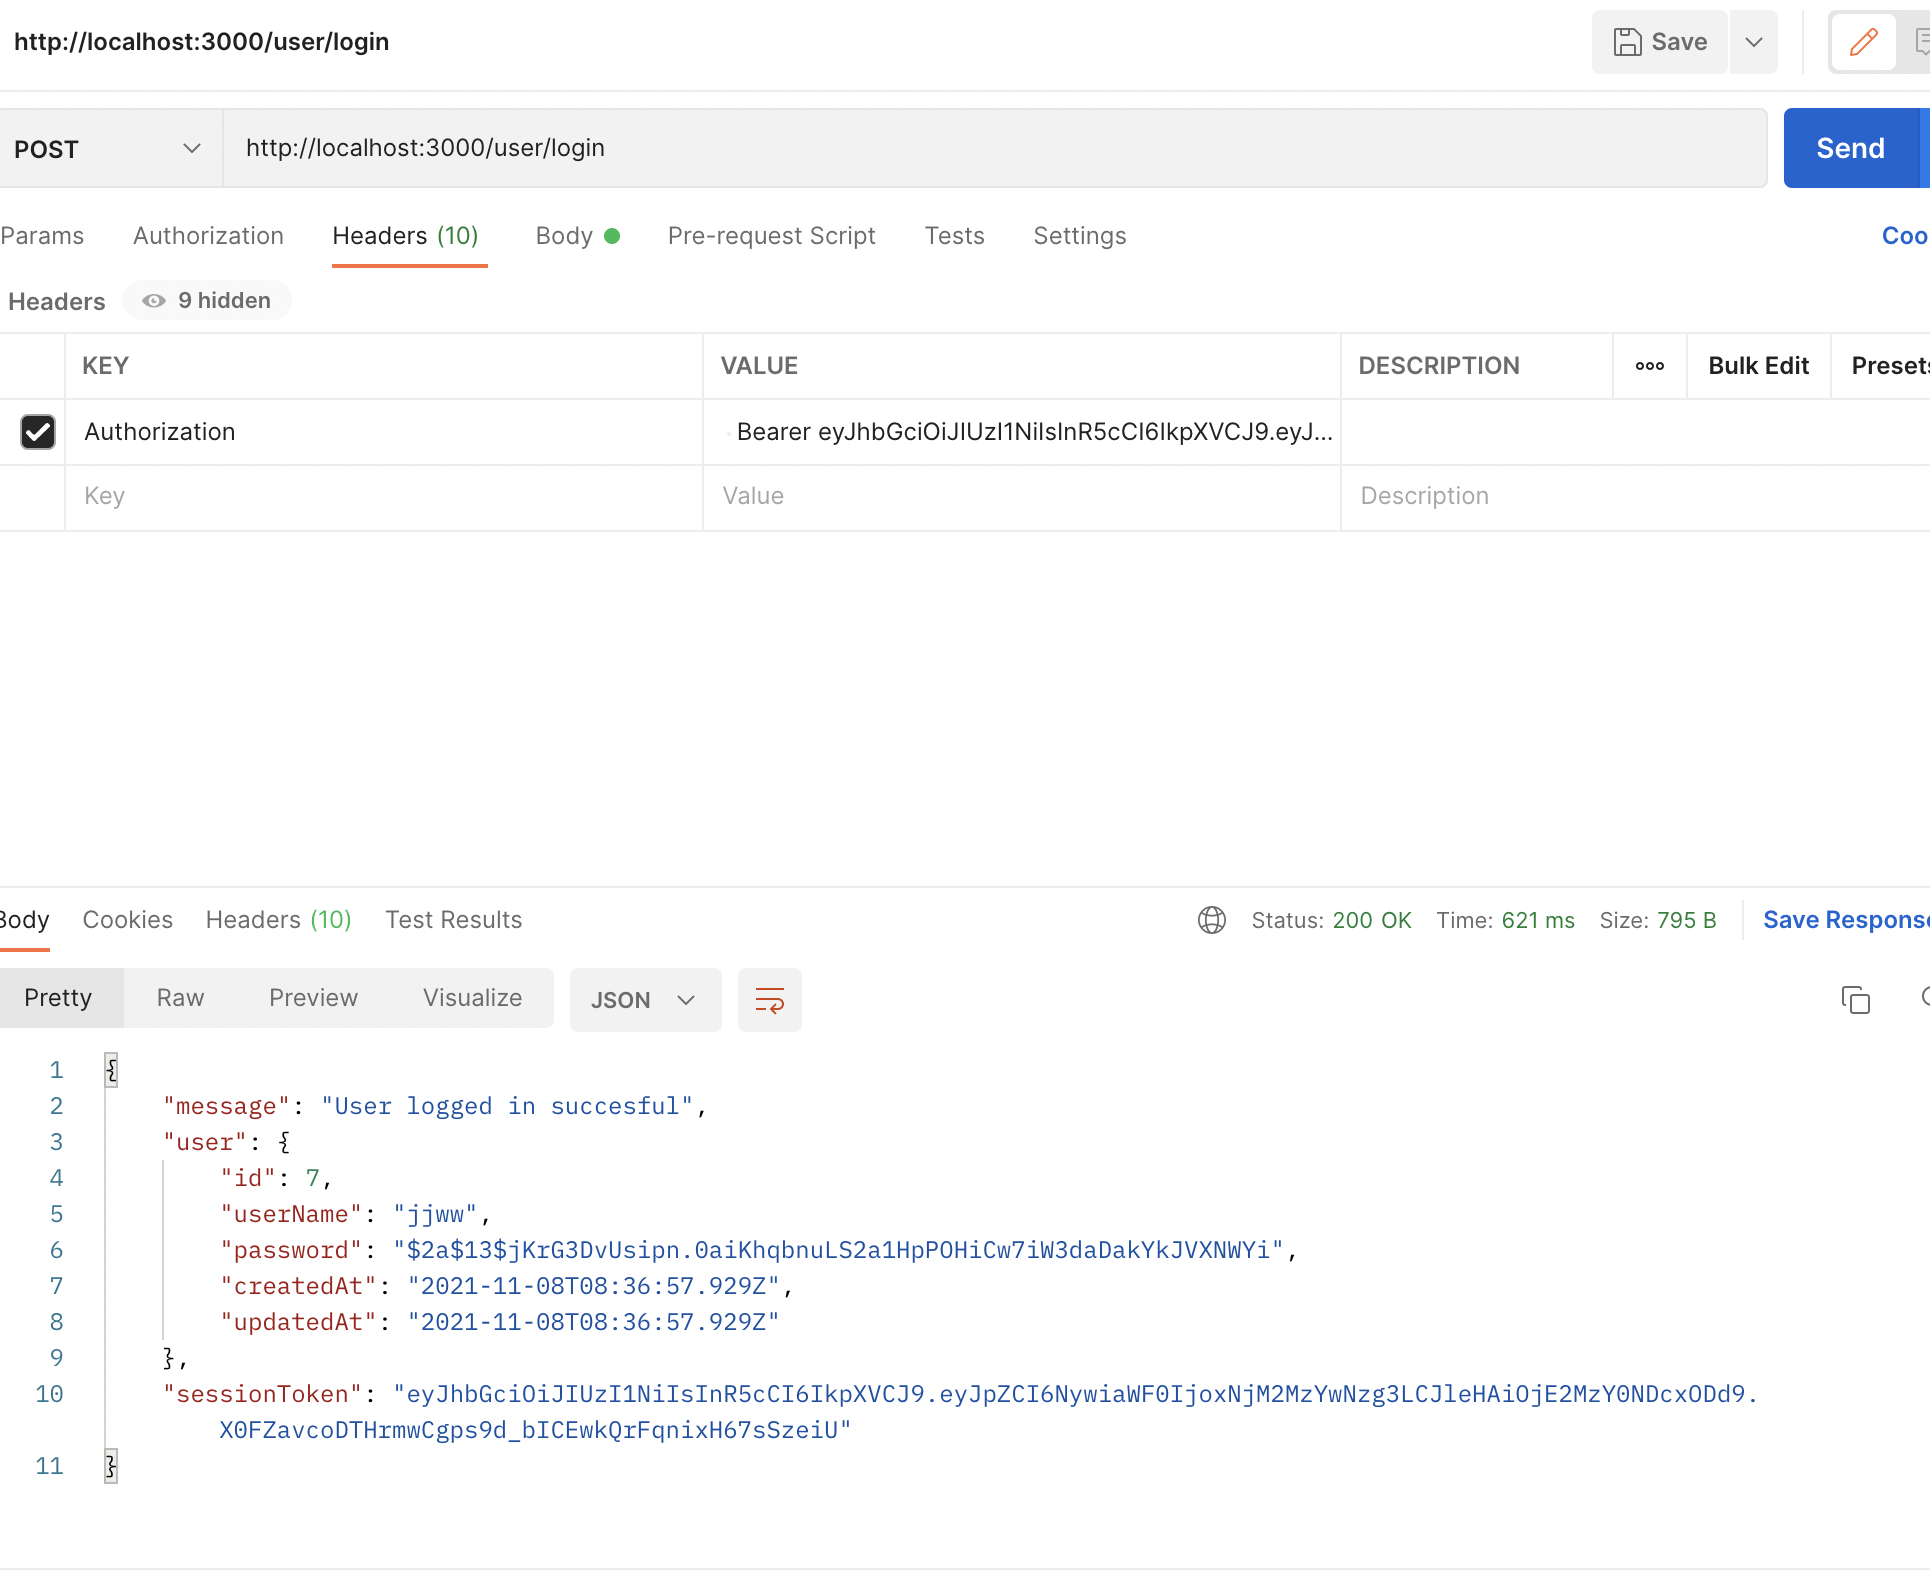 http://localhost:3000/user/login
Save
POST
http://localhost:3000/user/login
Send
Params Authorization Headers (10) Body Pre-request Script Tests Settings Coo
Headers 9 hidden
KEY VALUE DESCRIPTION ooo Bulk Edit Presets
Authorization Bearer eyJhbGciOiJIUzI1NiIsInR5cCI6IkpXVCJ9.eyJ...
Key Value Description
Body Cookies Headers (10) Test Results Status: 200 OK Time: 621 ms Size: 795 B Save Response
Pretty Raw Preview Visualize JSON
1 {
2 "message": "User logged in succesful",
3 "user": {
4 "id": 7,
5 "userName": "jjww",
6 "password": "$2a$13$jKrG3DvUsipn.0aiKhqbnuLS2a1HpPOHiCw7iW3daDakYkJVXNWYi",
7 "createdAt": "2021-11-08T08:36:57.929Z",
8 "updatedAt": "2021-11-08T08:36:57.929Z"
9 },
10 "sessionToken": "eyJhbGciOiJIUzI1NiIsInR5cCI6IkpXVCJ9.eyJpZCI6NywiaWF0IjoxNjM2MzYwNzg3LCJleHAiOjE2MzY0NDcxODd9.
X0FZavcoDTHrmwCgps9d_bICEwkQrFqnixH67sSzeiU"
11 }